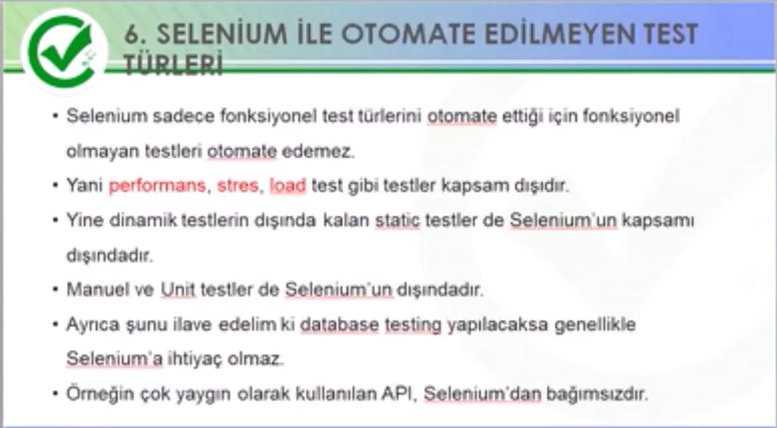 6. SELENİUM İLE OTOMATE EDİLMEYEN TEST
TÜRLERİ
• Selenium sadece fonksiyonel test türlerini otomate ettiği için fonksiyonel
olmayan testleri otomate edemez.
• Yani performans, stres, load test gibi testler kapsam dışıdır.
• Yine dinamik testlerin dışında kalan static testler de Selenium'un kapsamı
dışındadır.
• Manuel ve Unit testler de Selenium'un dışındadır.
• Ayrıca şunu ilave edelim ki database testing yapılacaksa genellikle
Selenium'a ihtiyaç olmaz.
• Örneğin çok yaygın olarak kullanılan API, Selenium'dan bağımsızdır.